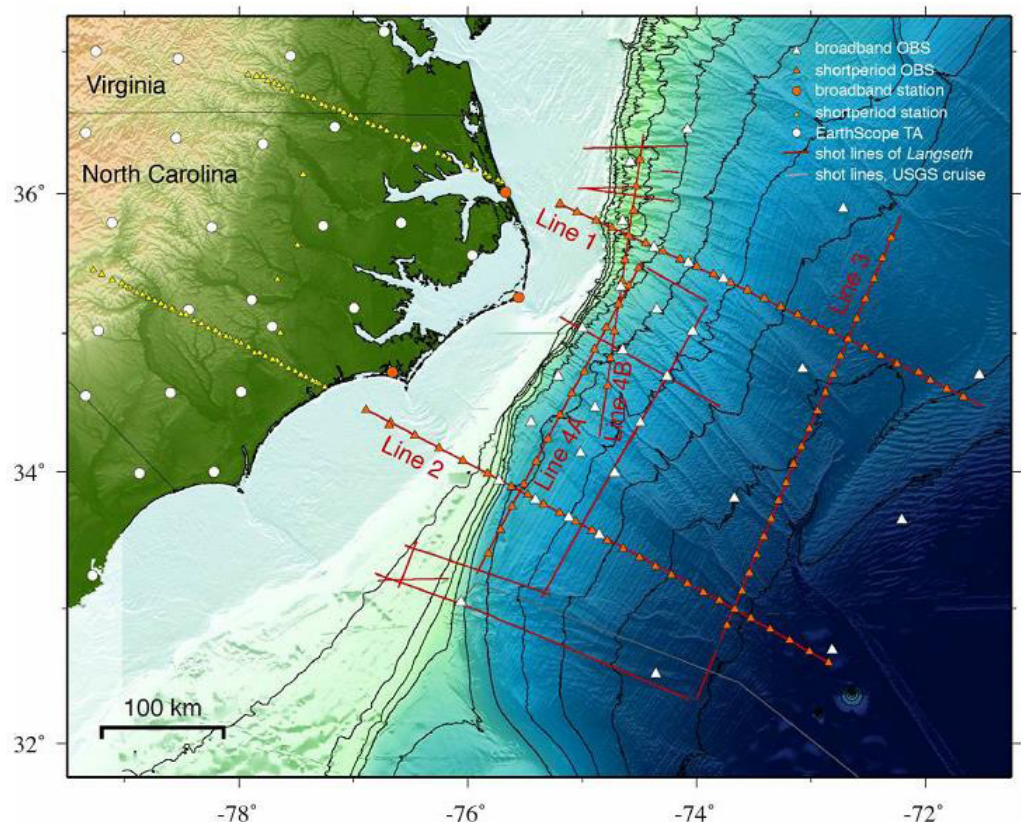 Virginia
North Carolina
broadband OBS
shortperiod OBS
broadband station
shortperiod station
EarthScope TA
shot lines of Langseth
shot lines, USGS cruise
Line 1
Line 2
Line 3
Line 4A
Line 4B
100 km
36°
34°
32°
-78°
-76°
-74°
-72°